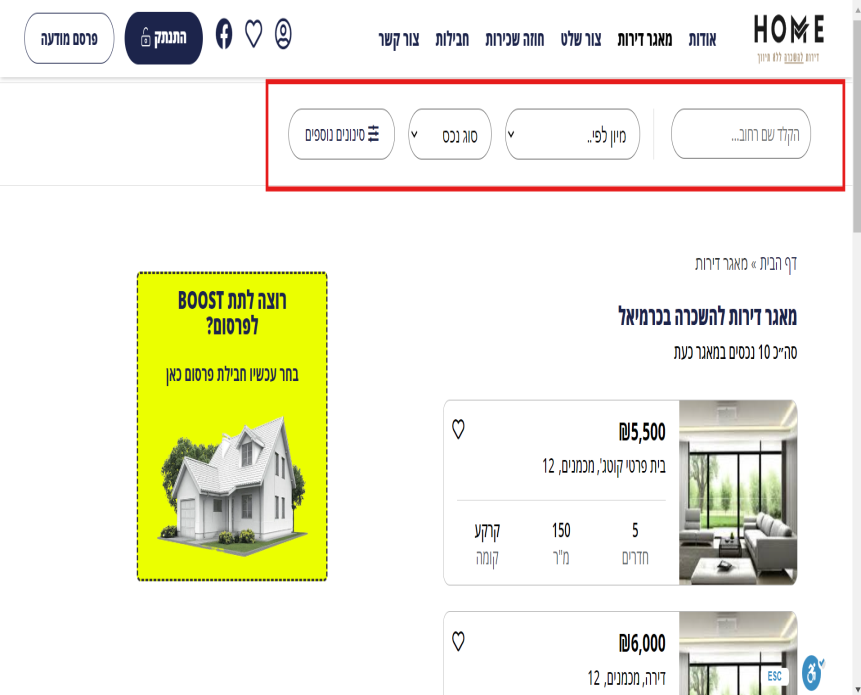 HOME
דירות להשכרה ללא תיווך
אודות
מאגר דירות
צור שלט
חוזה שכירות
חבילות
צור קשר
התנתק
פרסם מודעה
הקלד שם רחוב...
מיון לפי..
סוג נכס
סינונים נוספים
דף הבית » מאגר דירות
מאגר דירות להשכרה בכרמיאל
סה״כ 10 נכסים במאגר כעת
₪5,500
בית פרטי קוטג', מכמנים, 12
5
חדרים
150
מ"ר
קרקע
קומה
₪6,000
דירה, מכמנים, 12
רוצה לתת BOOST
לפרסום?
בחר עכשיו חבילת פרסום כאן
ESC